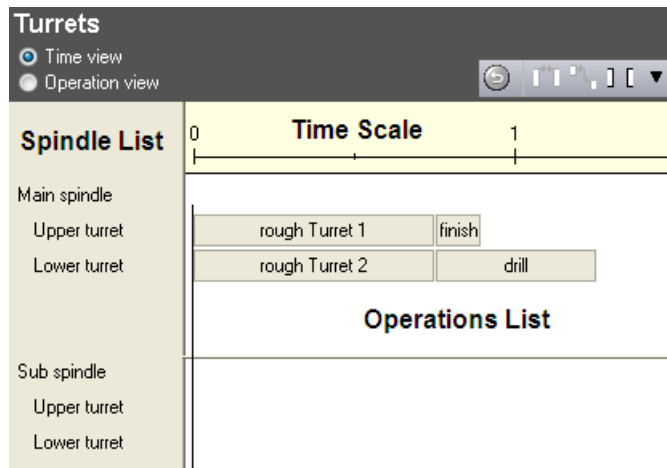 Turrets
Time view
Operation view
Spindle List
0 Time Scale 1
Main spindle
Upper turret rough Turret 1 finish
Lower turret rough Turret 2 drill
Operations List
Sub spindle
Upper turret
Lower turret